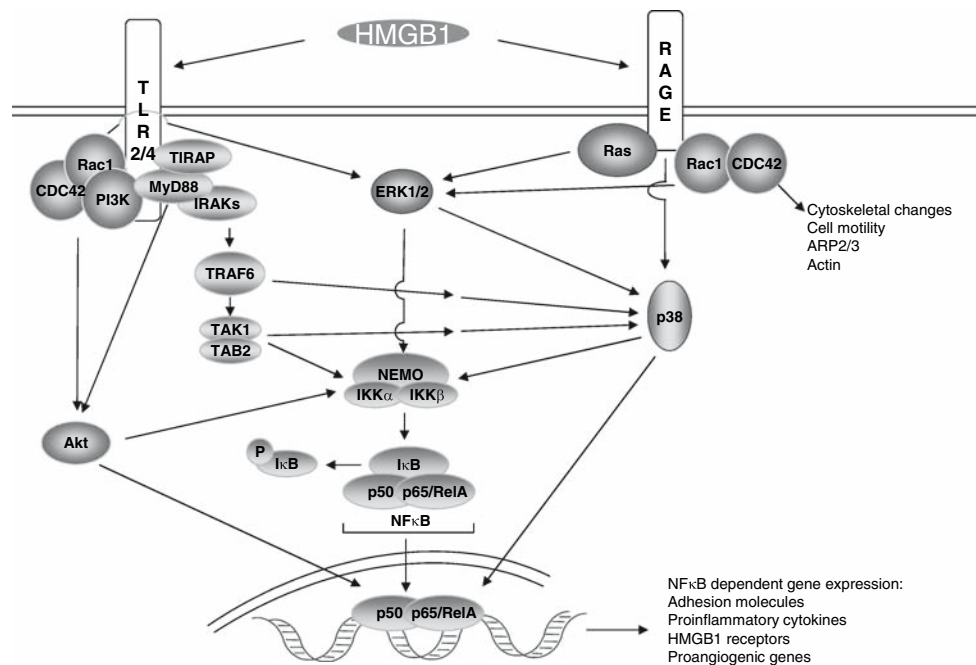 HMGB1
TLR
2/4
RAGE
Rac1
TIRAP
CDC42
PI3K
MyD88
IRAKs
ERK1/2
Ras
Rac1
CDC42
Cytoskeletal changes
Cell motility
ARP2/3
Actin
TRAF6
TAK1
TAB2
p38
NEMO
IKKα
IKKβ
Akt
P
IκB
IκB
p50 p65/RelA
NFκB
p50 p65/RelA
NFκB dependent gene expression:
Adhesion molecules
Proinflammatory cytokines
HMGB1 receptors
Proangiogenic genes